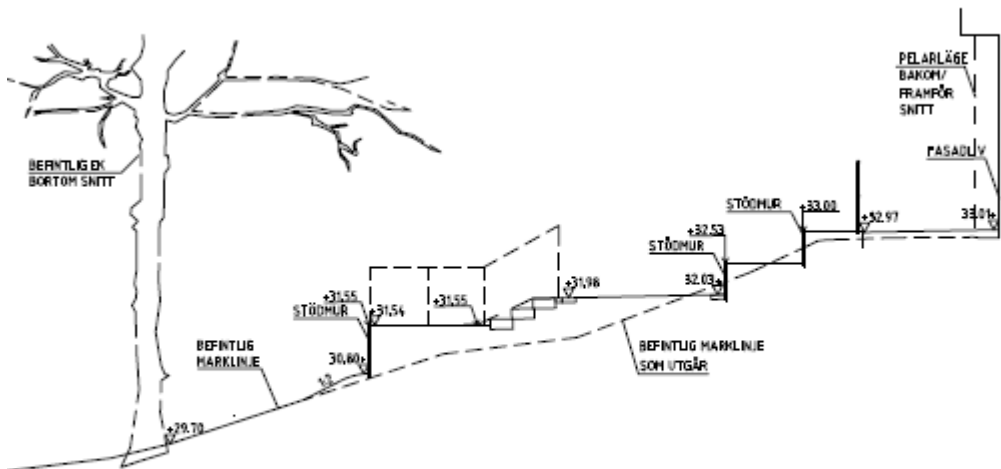 PELARLÄGE
BAKOM/
FRAMFÖR
SNITT
BEFINTLIG EK
BORTOM SNITT
FASADLIV
STÖDMUR
+33.00
+32.53
STÖDMUR
+32.97
33.01
+31.55
STÖDMUR
+31.54
+31.55
+31.98
32.03
BEFINTLIG
MARKLINJE
30.80+
1:2
BEFINTLIG MARKLINJE
SOM UTGÅR
+29.70